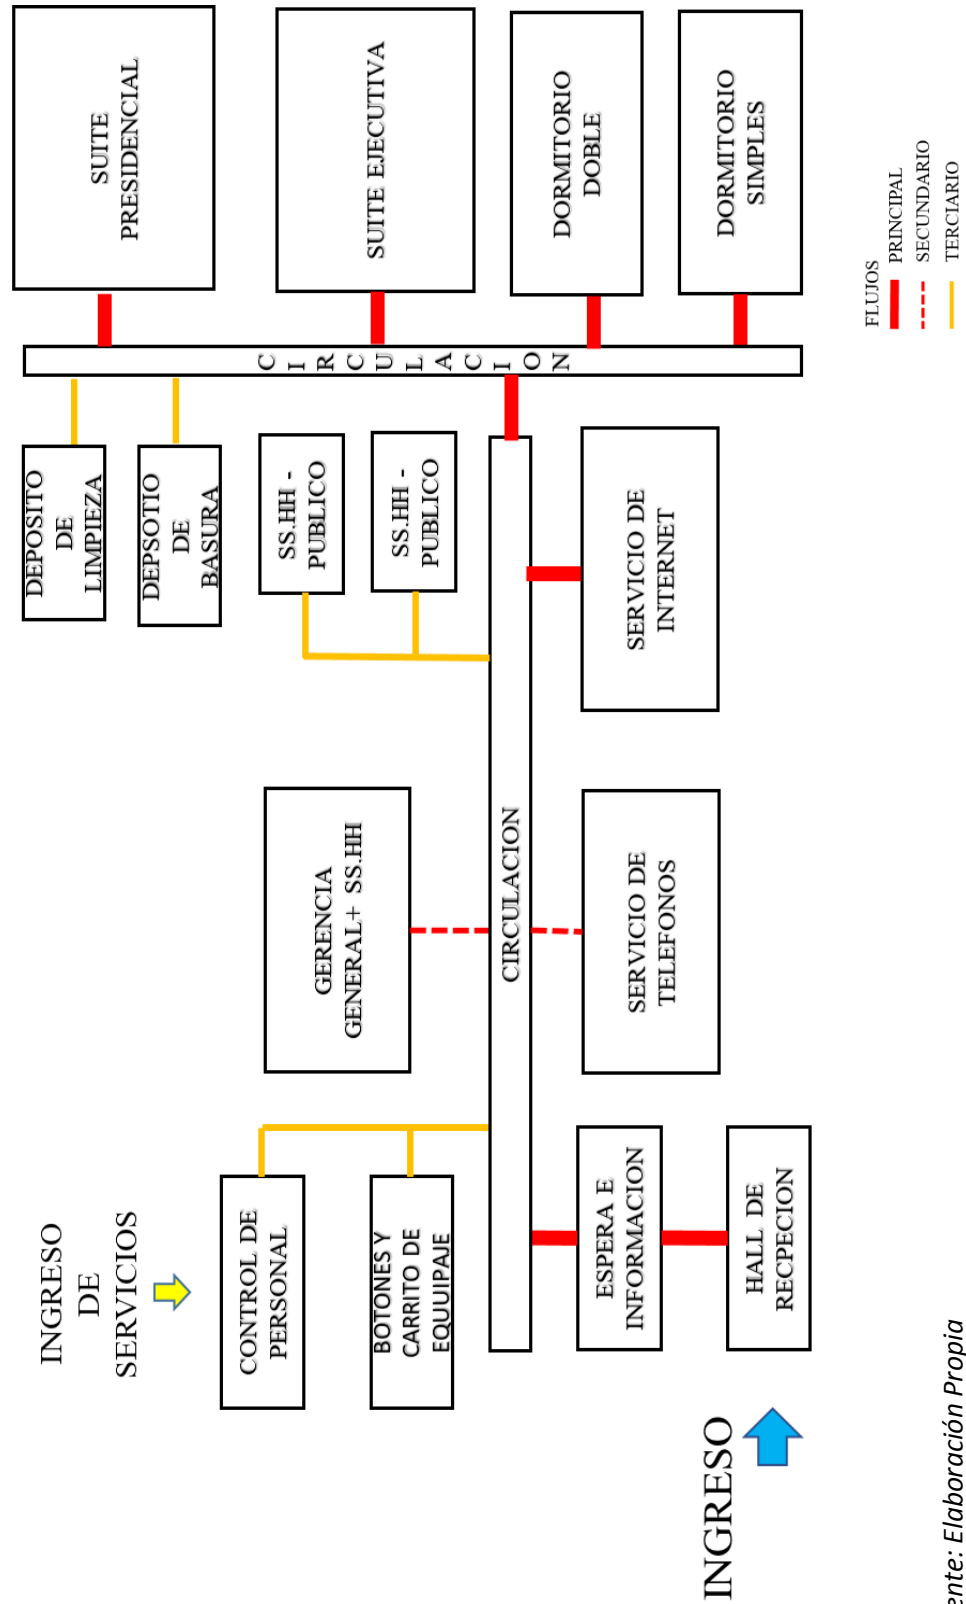 INGRESO
DE
SERVICIOS
CONTROL DE
PERSONAL
BOTONES Y
CARRITO DE
EQUIPAJE
GERENCIA
GENERAL+ SS.HH
DEPOSITO
DE
LIMPIEZA
DEPSOTIO
DE
BASURA
SS.HH -
PUBLICO
SS.HH -
PUBLICO
SUITE
PRESIDENCIAL
SUITE EJECUTIVA
DORMITORIO
DOBLE
DORMITORIO
SIMPLES
C
I
R
C
U
L
A
C
I
O
N
CIRCULACION
ESPERA E
INFORMACION
HALL DE
RECPECION
SERVICIO DE
TELEFONOS
SERVICIO DE
INTERNET
INGRESO
FLUJOS
PRINCIPAL
SECUNDARIO
TERCIARIO
ente: Elaboración Propia